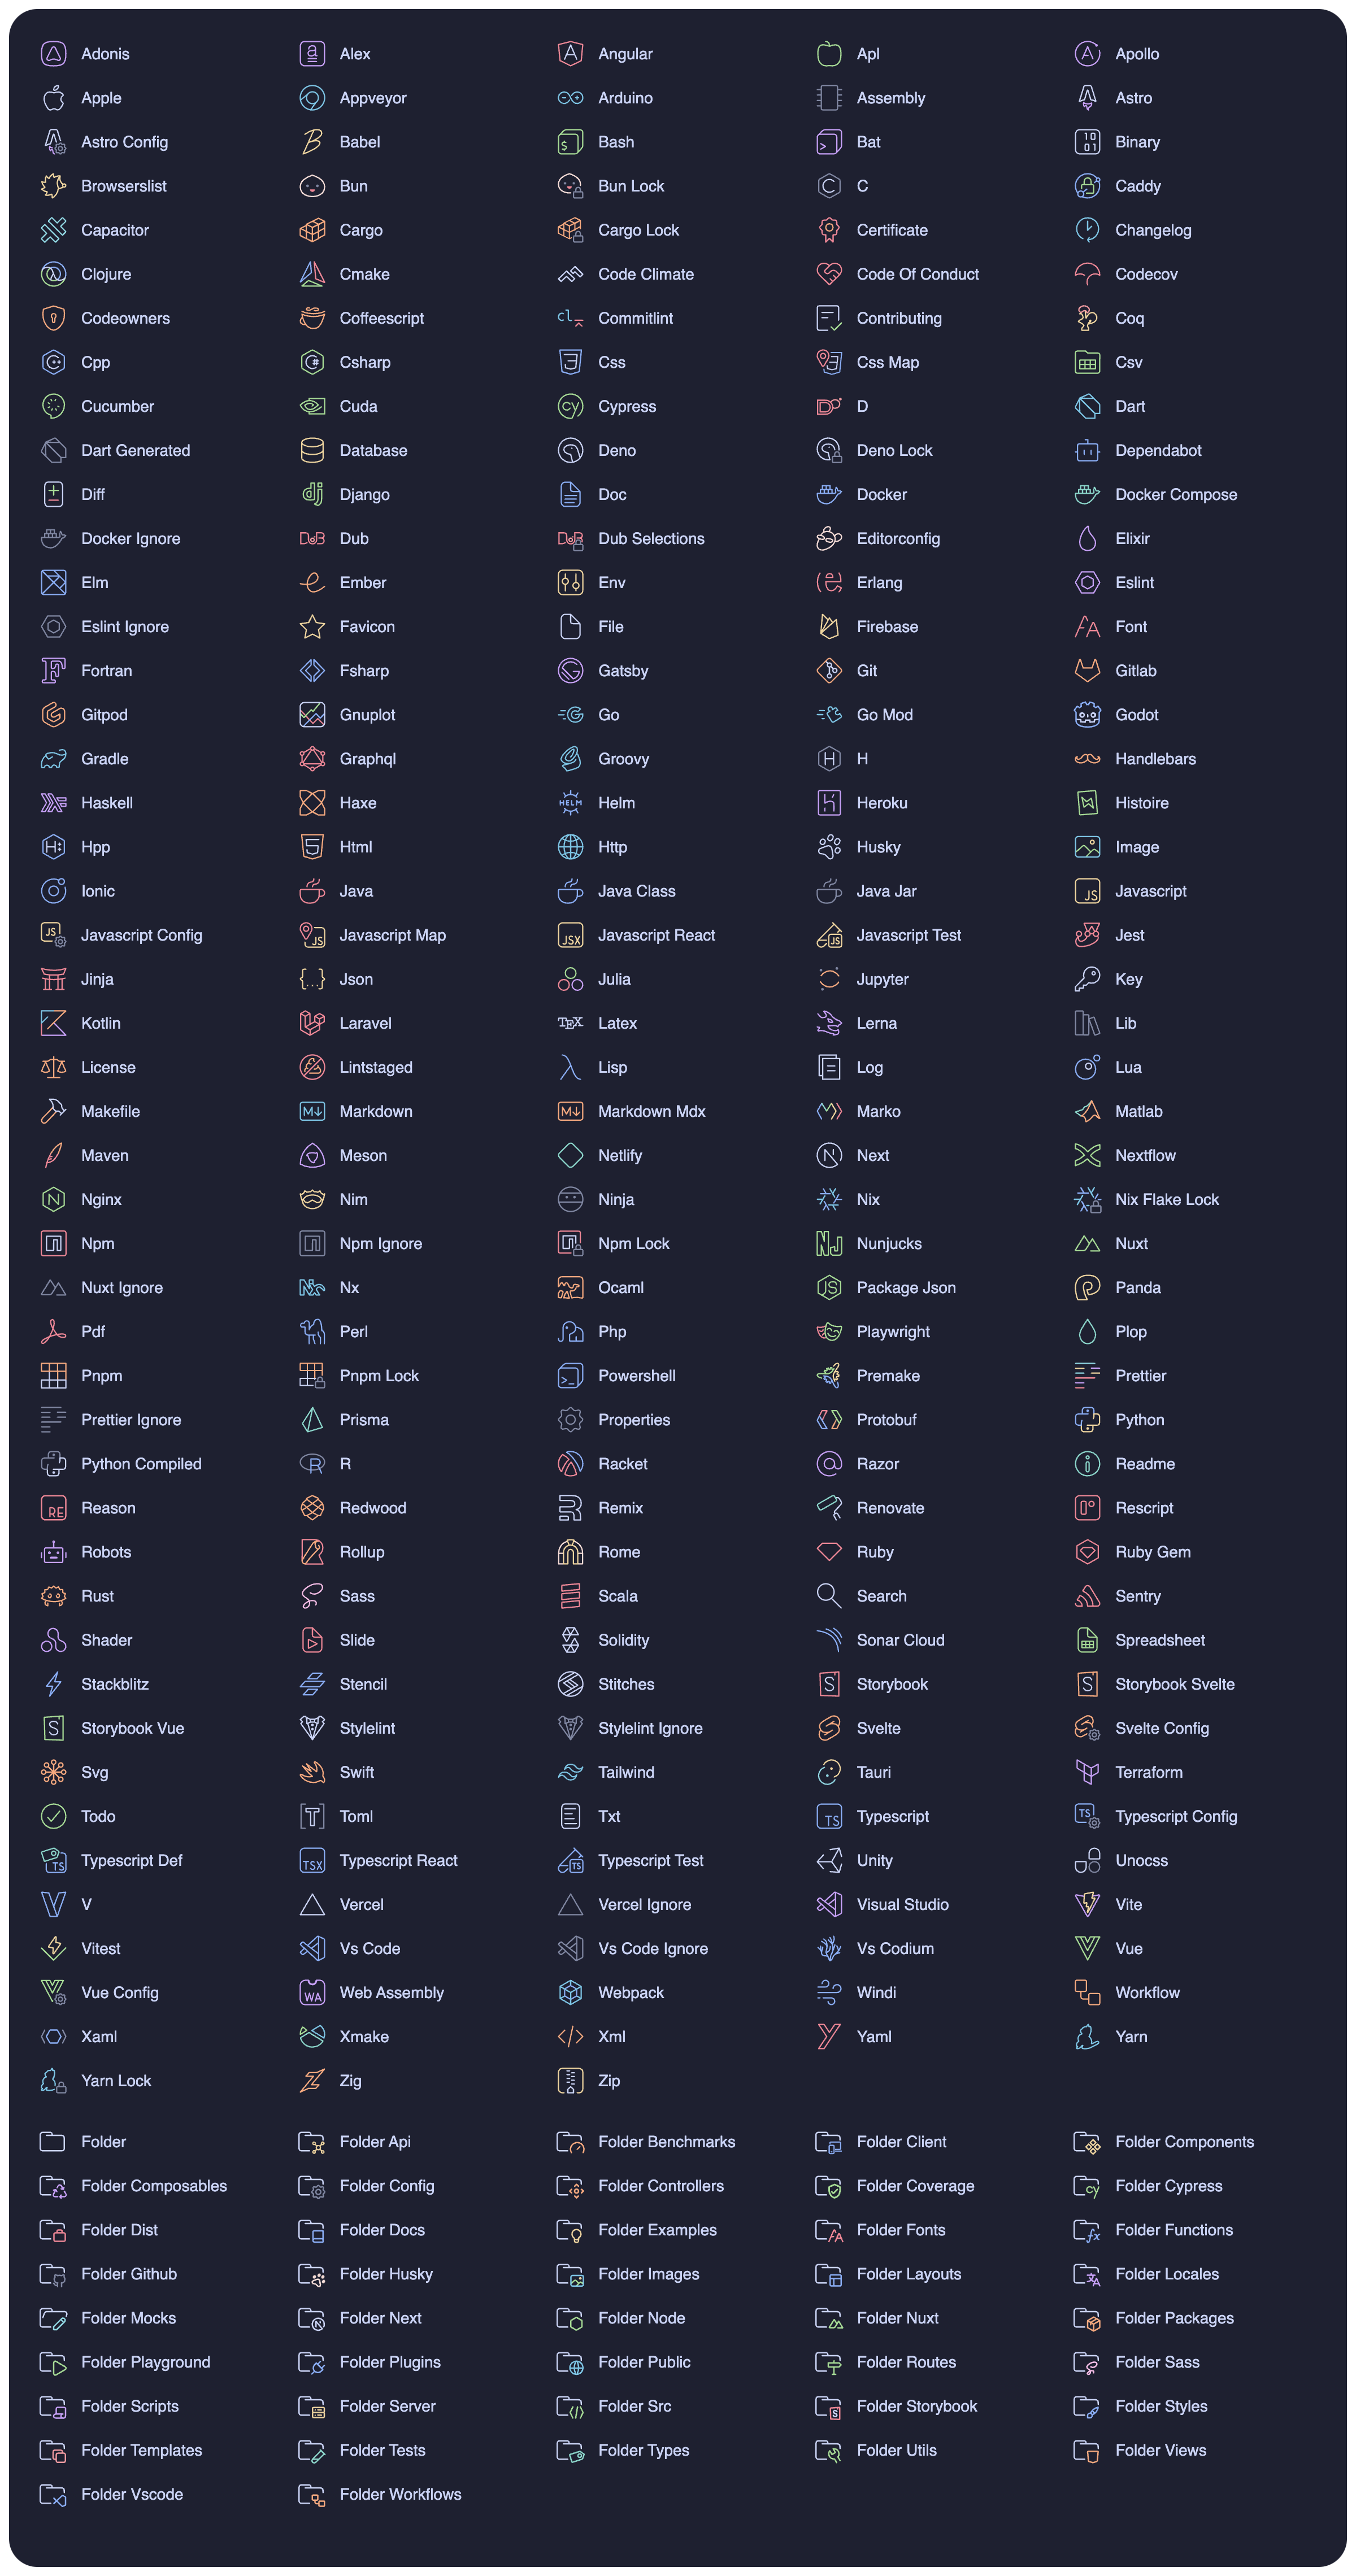 Adonis Alex Angular Apl Apollo
Apple Appveyor Arduino Assembly Astro
Astro Config Babel Bash Bat Binary
Browserslist Bun Bun Lock C Caddy
Capacitor Cargo Cargo Lock Certificate Changelog
Clojure Cmake Code Climate Code Of Conduct Codecov
Codeowners Coffeescript Commitlint Contributing Coq
Cpp Csharp Css Css Map Csv
Cucumber Cuda Cypress D Dart
Dart Generated Database Deno Deno Lock Dependabot
Diff Django Doc Docker Docker Compose
Docker Ignore Dub Dub Selections Editorconfig Elixir
Elm Ember Env Erlang Eslint
Eslint Ignore Favicon File Firebase Font
Fortran Fsharp Gatsby Git Gitlab
Gitpod Gnuplot Go Go Mod Godot
Gradle Graphql Groovy H Handlebars
Haskell Haxe Helm Heroku Histoire
Hpp Html Http Husky Image
Ionic Java Java Class Java Jar Javascript
Javascript Config Javascript Map Javascript React Javascript Test Jest
Jinja Json Julia Jupyter Key
Kotlin Laravel Latex Lerna Lib
License Lintstaged Lisp Log Lua
Makefile Markdown Markdown Mdx Marko Matlab
Maven Meson Netlify Next Nextflow
Nginx Nim Ninja Nix Nix Flake Lock
Npm Npm Ignore Npm Lock Nunjucks Nuxt
Nuxt Ignore Nx Ocaml Package Json Panda
Pdf Perl Php Playwright Plop
Pnpm Pnpm Lock Powershell Premake Prettier
Prettier Ignore Prisma Properties Protobuf Python
Python Compiled R Racket Razor Readme
Reason Redwood Remix Renovate Rescript
Robots Rollup Rome Ruby Ruby Gem
Rust Sass Scala Search Sentry
Shader Slide Solidity Sonar Cloud Spreadsheet
Stackblitz Stencil Stitches Storybook Storybook Svelte
Storybook Vue Stylelint Stylelint Ignore Svelte Svelte Config
Svg Swift Tailwind Tauri Terraform
Todo Toml Txt Typescript Typescript Config
Typescript Def Typescript React Typescript Test Unity Unocss
V Vercel Vercel Ignore Visual Studio Vite
Vitest Vs Code Vs Code Ignore Vs Codium Vue
Vue Config Web Assembly Webpack Windi Workflow
Xaml Xmake Xml Yaml Yarn
Yarn Lock Zig Zip
Folder Folder Api Folder Benchmarks Folder Client Folder Components
Folder Composables Folder Config Folder Controllers Folder Coverage Folder Cypress
Folder Dist Folder Docs Folder Examples Folder Fonts Folder Functions
Folder Github Folder Husky Folder Images Folder Layouts Folder Locales
Folder Mocks Folder Next Folder Node Folder Nuxt Folder Packages
Folder Playground Folder Plugins Folder Public Folder Routes Folder Sass
Folder Scripts Folder Server Folder Src Folder Storybook Folder Styles
Folder Templates Folder Tests Folder Types Folder Utils Folder Views
Folder Vscode Folder Workflows